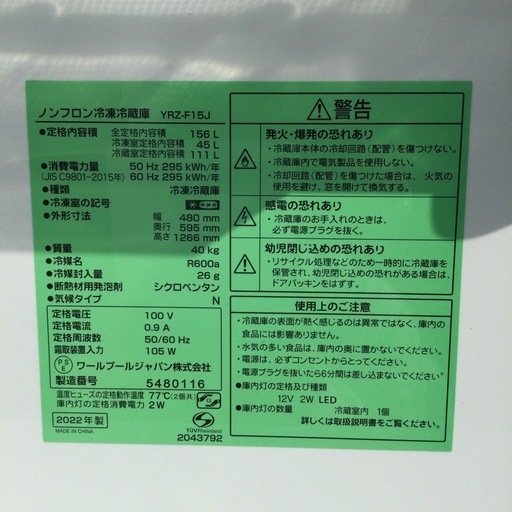 ノンフロン冷凍冷蔵庫 YRZ-F15J
●定格内容積 全定格内容積 156 L
冷凍室定格内容積 45 L
冷蔵室定格内容積 111 L
●消費電力量 50 Hz 295 kWh/年
(JIS C9801-2015年) 60 Hz 295 kWh/年
●種類 冷凍冷蔵庫
●冷凍室の記号 * ***
●外形寸法 幅 480 mm
奥行 595 mm
高さ 1266 mm
●質量 40 kg
●冷媒名 R600a
●冷媒封入量 26 g
●断熱材用発泡剤 シクロペンタン
●気候タイプ N
定格電圧 100 V
定格電流 0.9 A
定格周波数 50/60 Hz
霜取装置入力 105 W
PSE ワールプールジャパン株式会社
製造番号 5480116
温度ヒューズの定格動作温度 77℃(2個共)
庫内灯の定格消費電力 2W
2022年製
MADE IN CHINA
TÜVRheinland
2043792
警告
発火・爆発の恐れあり
・冷蔵庫本体の冷却回路(配管)を傷つけない。
・冷蔵庫内で電気製品を使用しない。
・冷却回路(配管)を傷つけた場合は、火気の
使用を避け、窓を開けて換気する。
感電の恐れあり
・冷蔵庫のお手入れのときは、
必ず電源プラグを抜く。
幼児閉じ込めの恐れあり
・リサイクル処理などのため一時的に冷蔵庫を
保管され、幼児閉じ込めの恐れがある場合は、
ドアパッキンをはずす。
使用上のご注意
・冷蔵庫の表面が熱く感じるのは異常ではなく、庫内の
食品には影響ありません。
・水気の多い食品は、庫内の奥に置かないでください。
・電源は、必ずコンセントからとってください。
・電源プラグを抜いたら6分間は差し込まないでください。
●庫内灯の定格及び種類
12V 2W LED
●庫内灯の数量 冷蔵室内 1個
詳しくは取扱説明書をご覧ください。